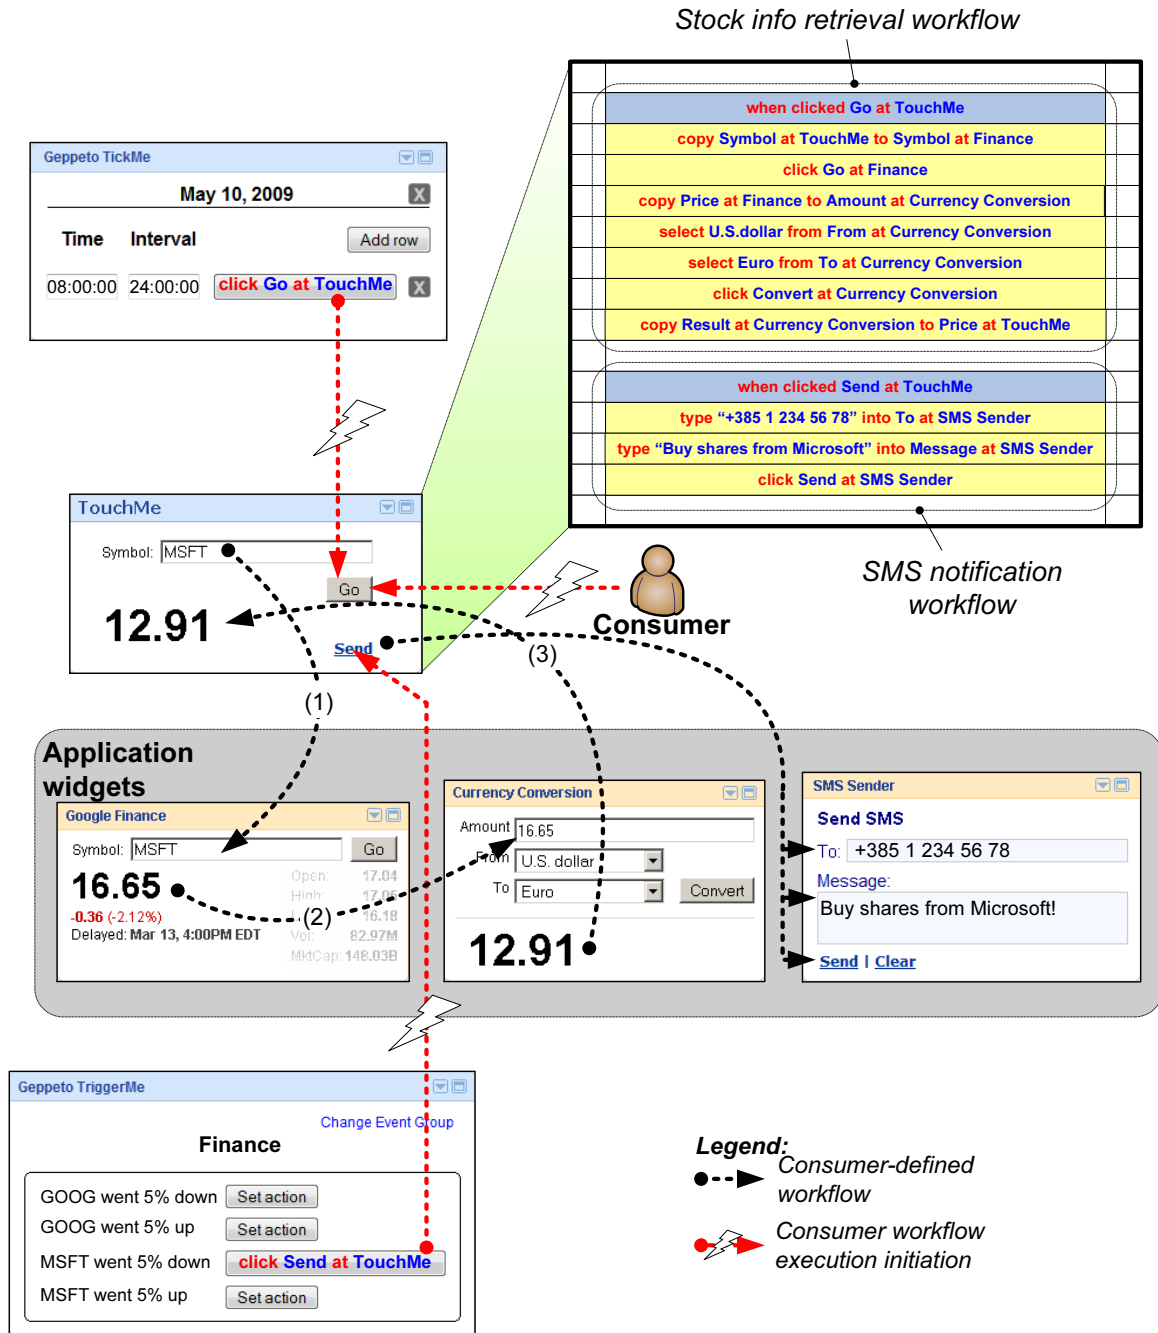 Stock info retrieval workflow
when clicked Go at TouchMe
copy Symbol at TouchMe to Symbol at Finance
click Go at Finance
copy Price at Finance to Amount at Currency Conversion
select U.S.dollar from From at Currency Conversion
select Euro from To at Currency Conversion
click Convert at Currency Conversion
copy Result at Currency Conversion to Price at TouchMe
when clicked Send at TouchMe
type “+385 1 234 56 78” into To at SMS Sender
type “Buy shares from Microsoft” into Message at SMS Sender
click Send at SMS Sender
SMS notification
workflow
Geppeto TickMe
May 10, 2009
X
Time Interval
Add row
08:00:00 24:00:00 click Go at TouchMe X
TouchMe
Symbol: MSFT
Go
12.91
Send
Consumer
(1)
(3)
Application
widgets
Google Finance
Symbol: MSFT Go
16.65
-0.36 (-2.12%)
Delayed: Mar 13, 4:00PM EDT
Open: 17.04
High: 17.06
16.18
Vol: 82.97M
MktCap: 148.03B
(2)
Currency Conversion
Amount 16.65
From U.S. dollar
To Euro Convert
12.91
SMS Sender
Send SMS
To: +385 1 234 56 78
Message:
Buy shares from Microsoft!
Send | Clear
Geppeto TriggerMe
Change Event Group
Finance
GOOG went 5% down Set action
GOOG went 5% up Set action
MSFT went 5% down click Send at TouchMe
MSFT went 5% up Set action
Legend:
Consumer-defined
workflow
Consumer workflow
execution initiation